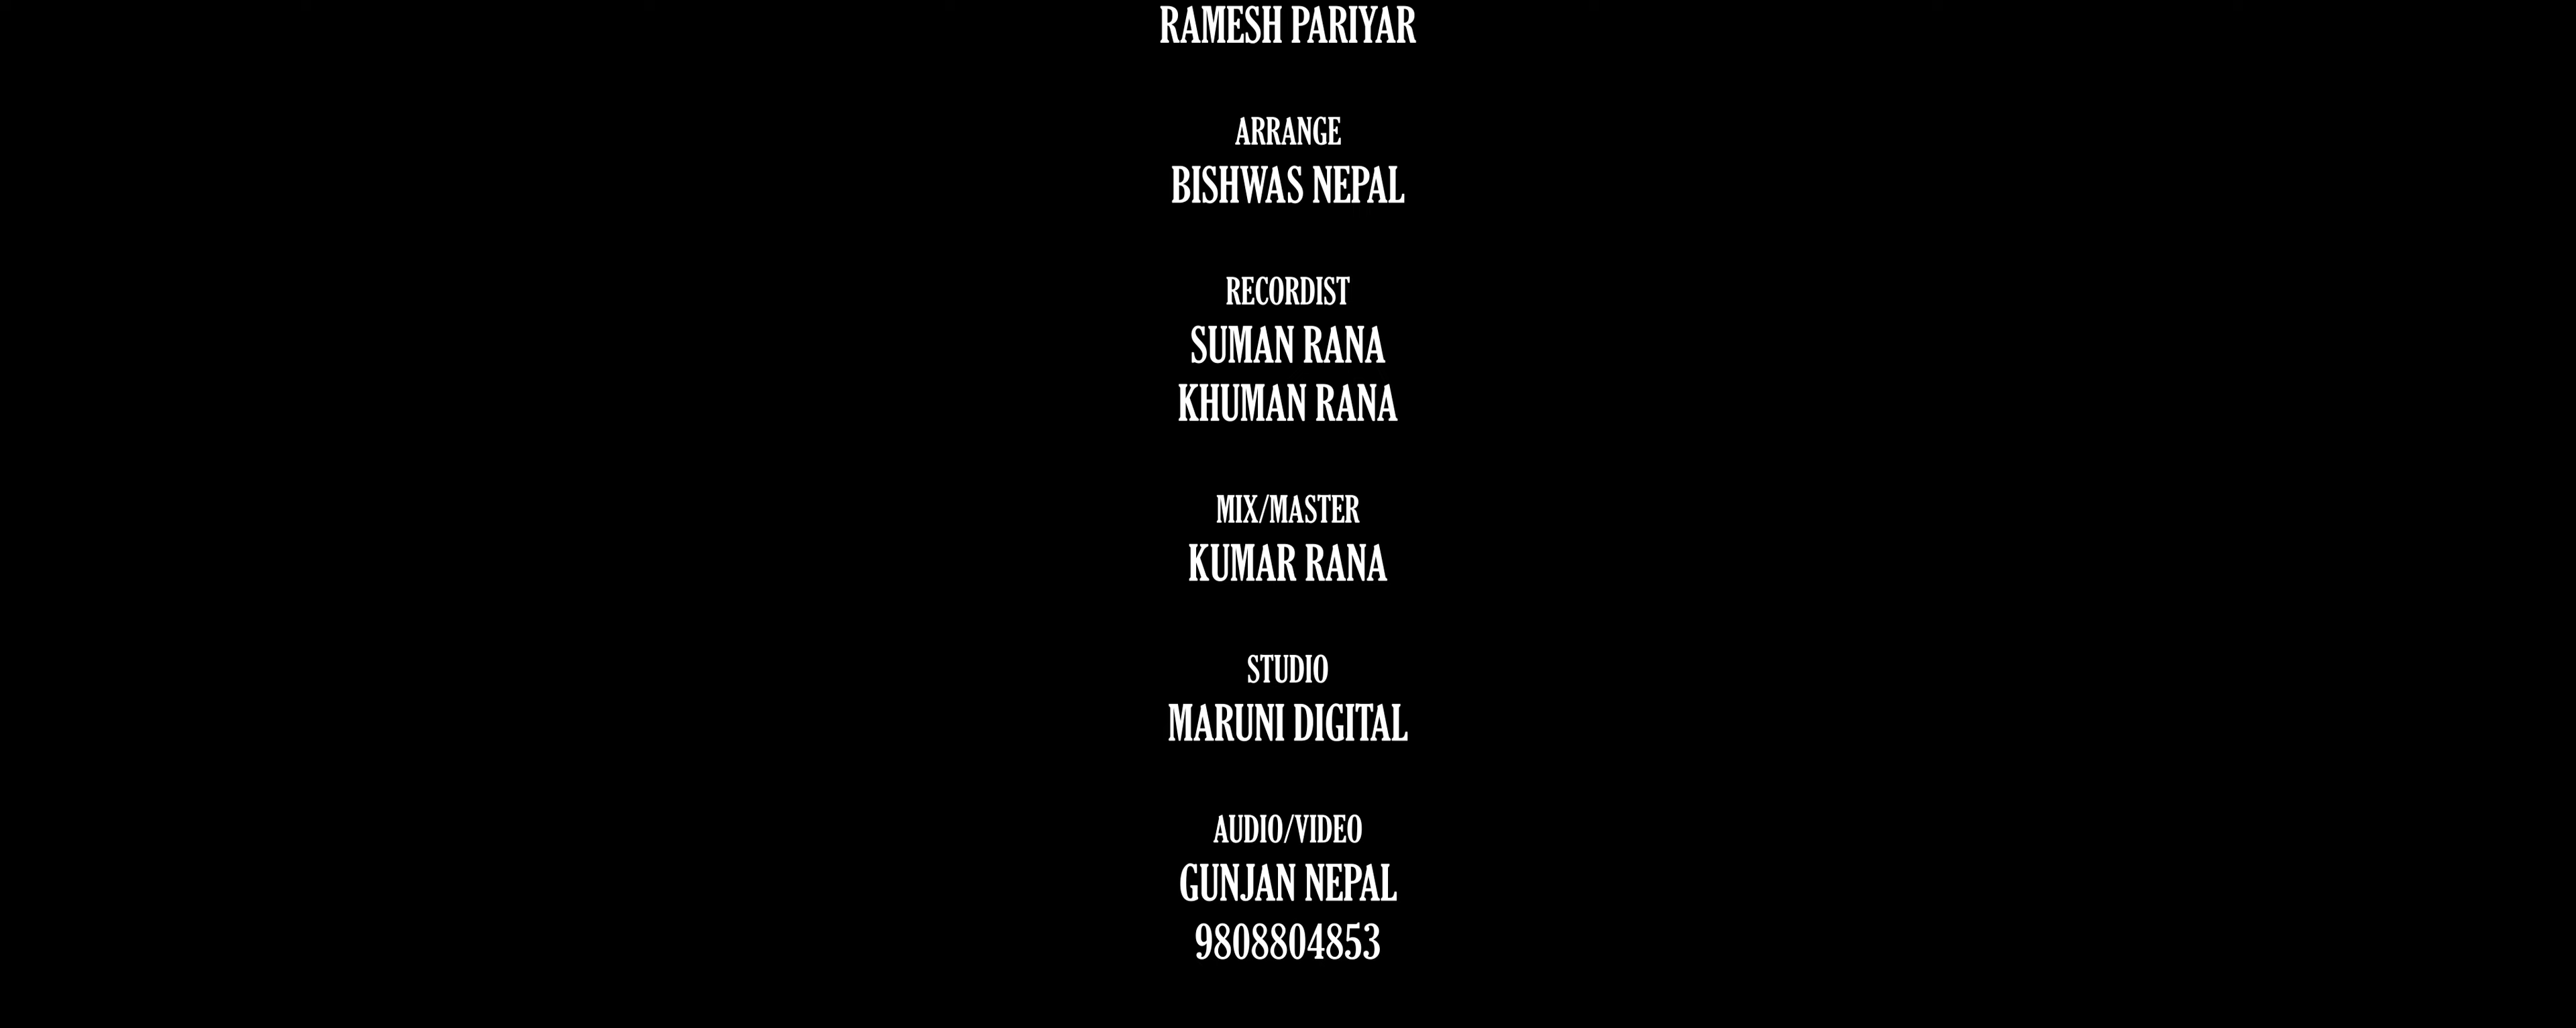 RAMESH PARIYAR
ARRANGE
BISHWAS NEPAL
RECORDIST
SUMAN RANA
KHUMAN RANA
MIX/MASTER
KUMAR RANA
STUDIO
MARUNI DIGITAL
AUDIO/VIDEO
GUNJAN NEPAL
9808804853